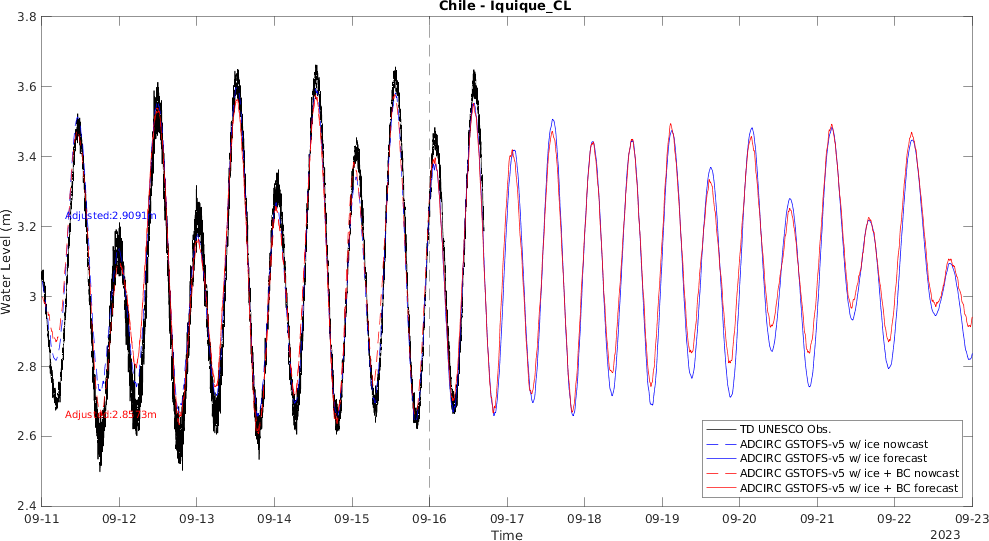 Chile - Iquique_CL
Water Level (m)
3.8
3.6
3.4
3.2
3
2.8
2.6
2.4
Adjusted:2.9091m
Adjusted:2.8573m
TD UNESCO Obs.
ADCIRC GSTOFS-v5 w/ ice nowcast
ADCIRC GSTOFS-v5 w/ ice forecast
ADCIRC GSTOFS-v5 w/ ice + BC nowcast
ADCIRC GSTOFS-v5 w/ ice + BC forecast
09-11 09-12 09-13 09-14 09-15 09-16 09-17 09-18 09-19 09-20 09-21 09-22 09-23
Time
2023